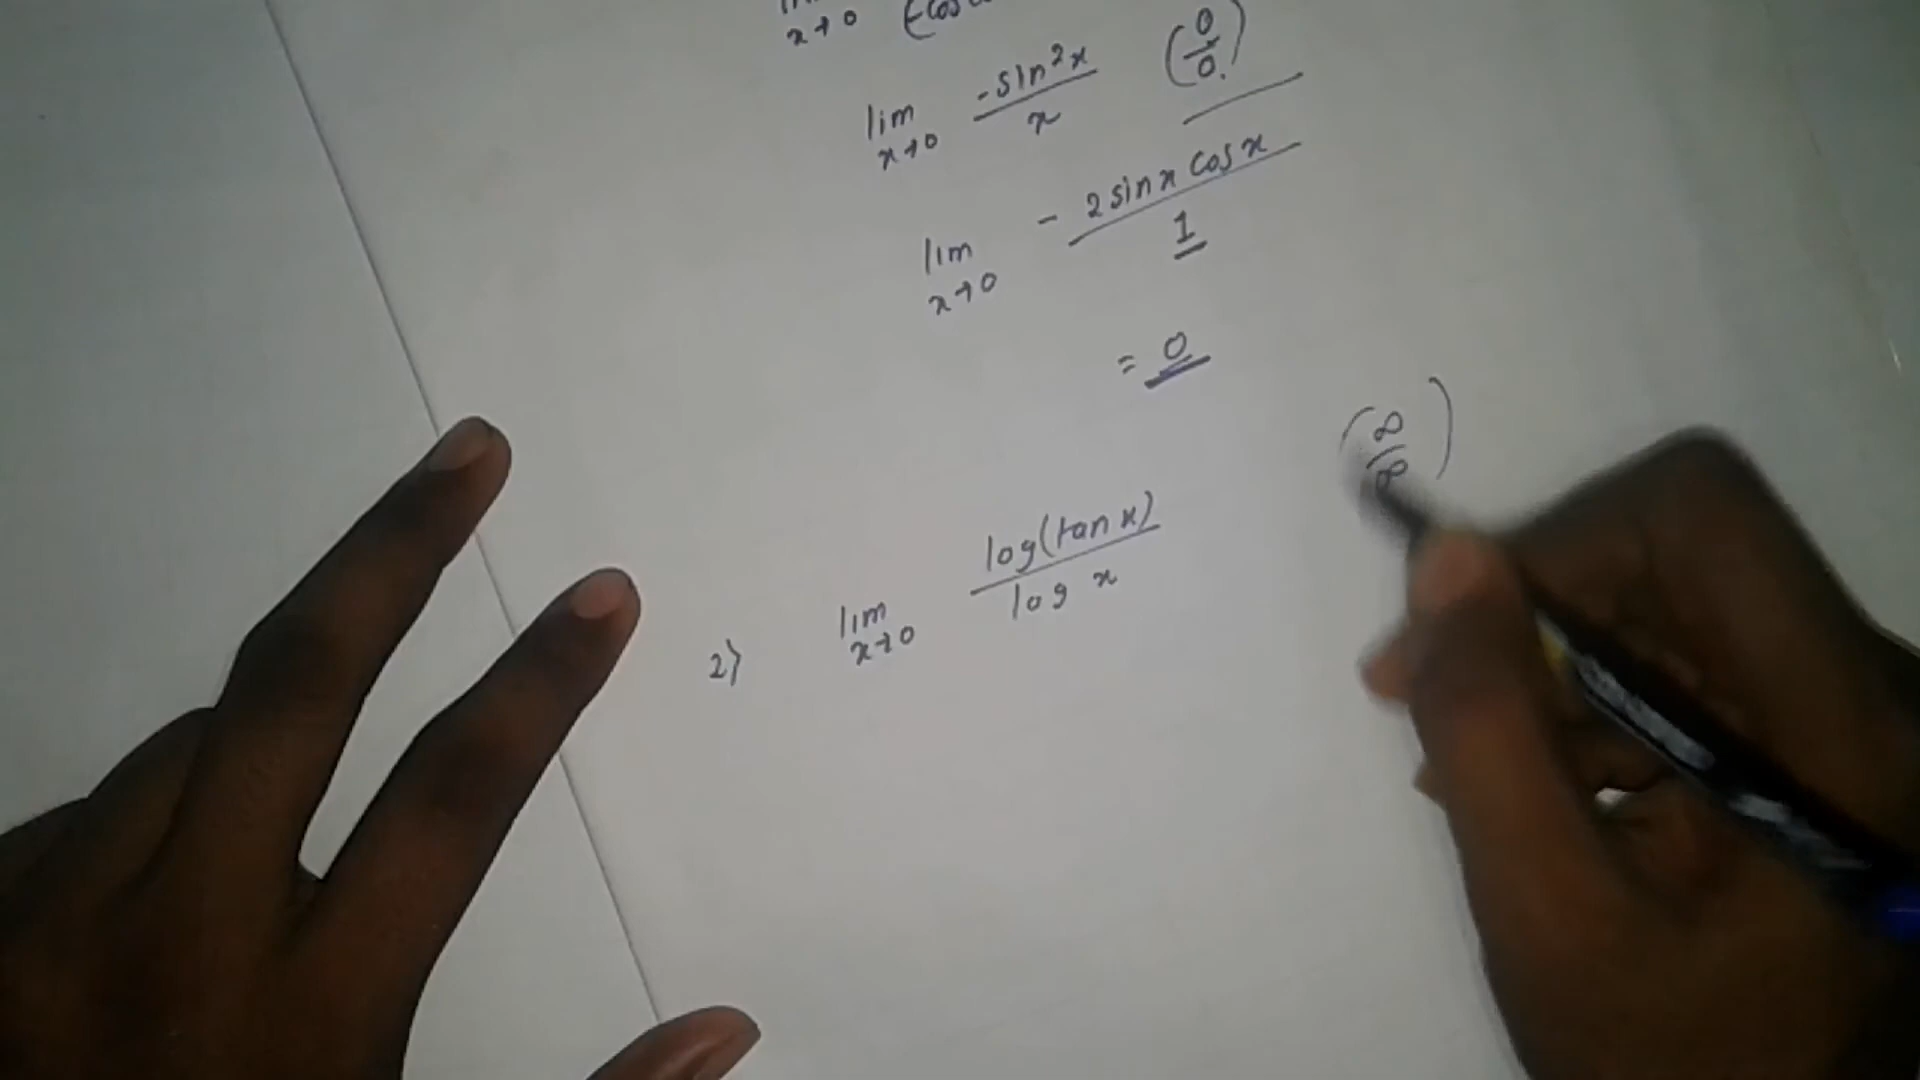 x→0 (-cos
lim x→0 -sin²x / x (0/0)
lim x→0 - 2 sin x cos x / 1
= 0
(∞/∞)
2) lim x→0 log(tan x) / log x